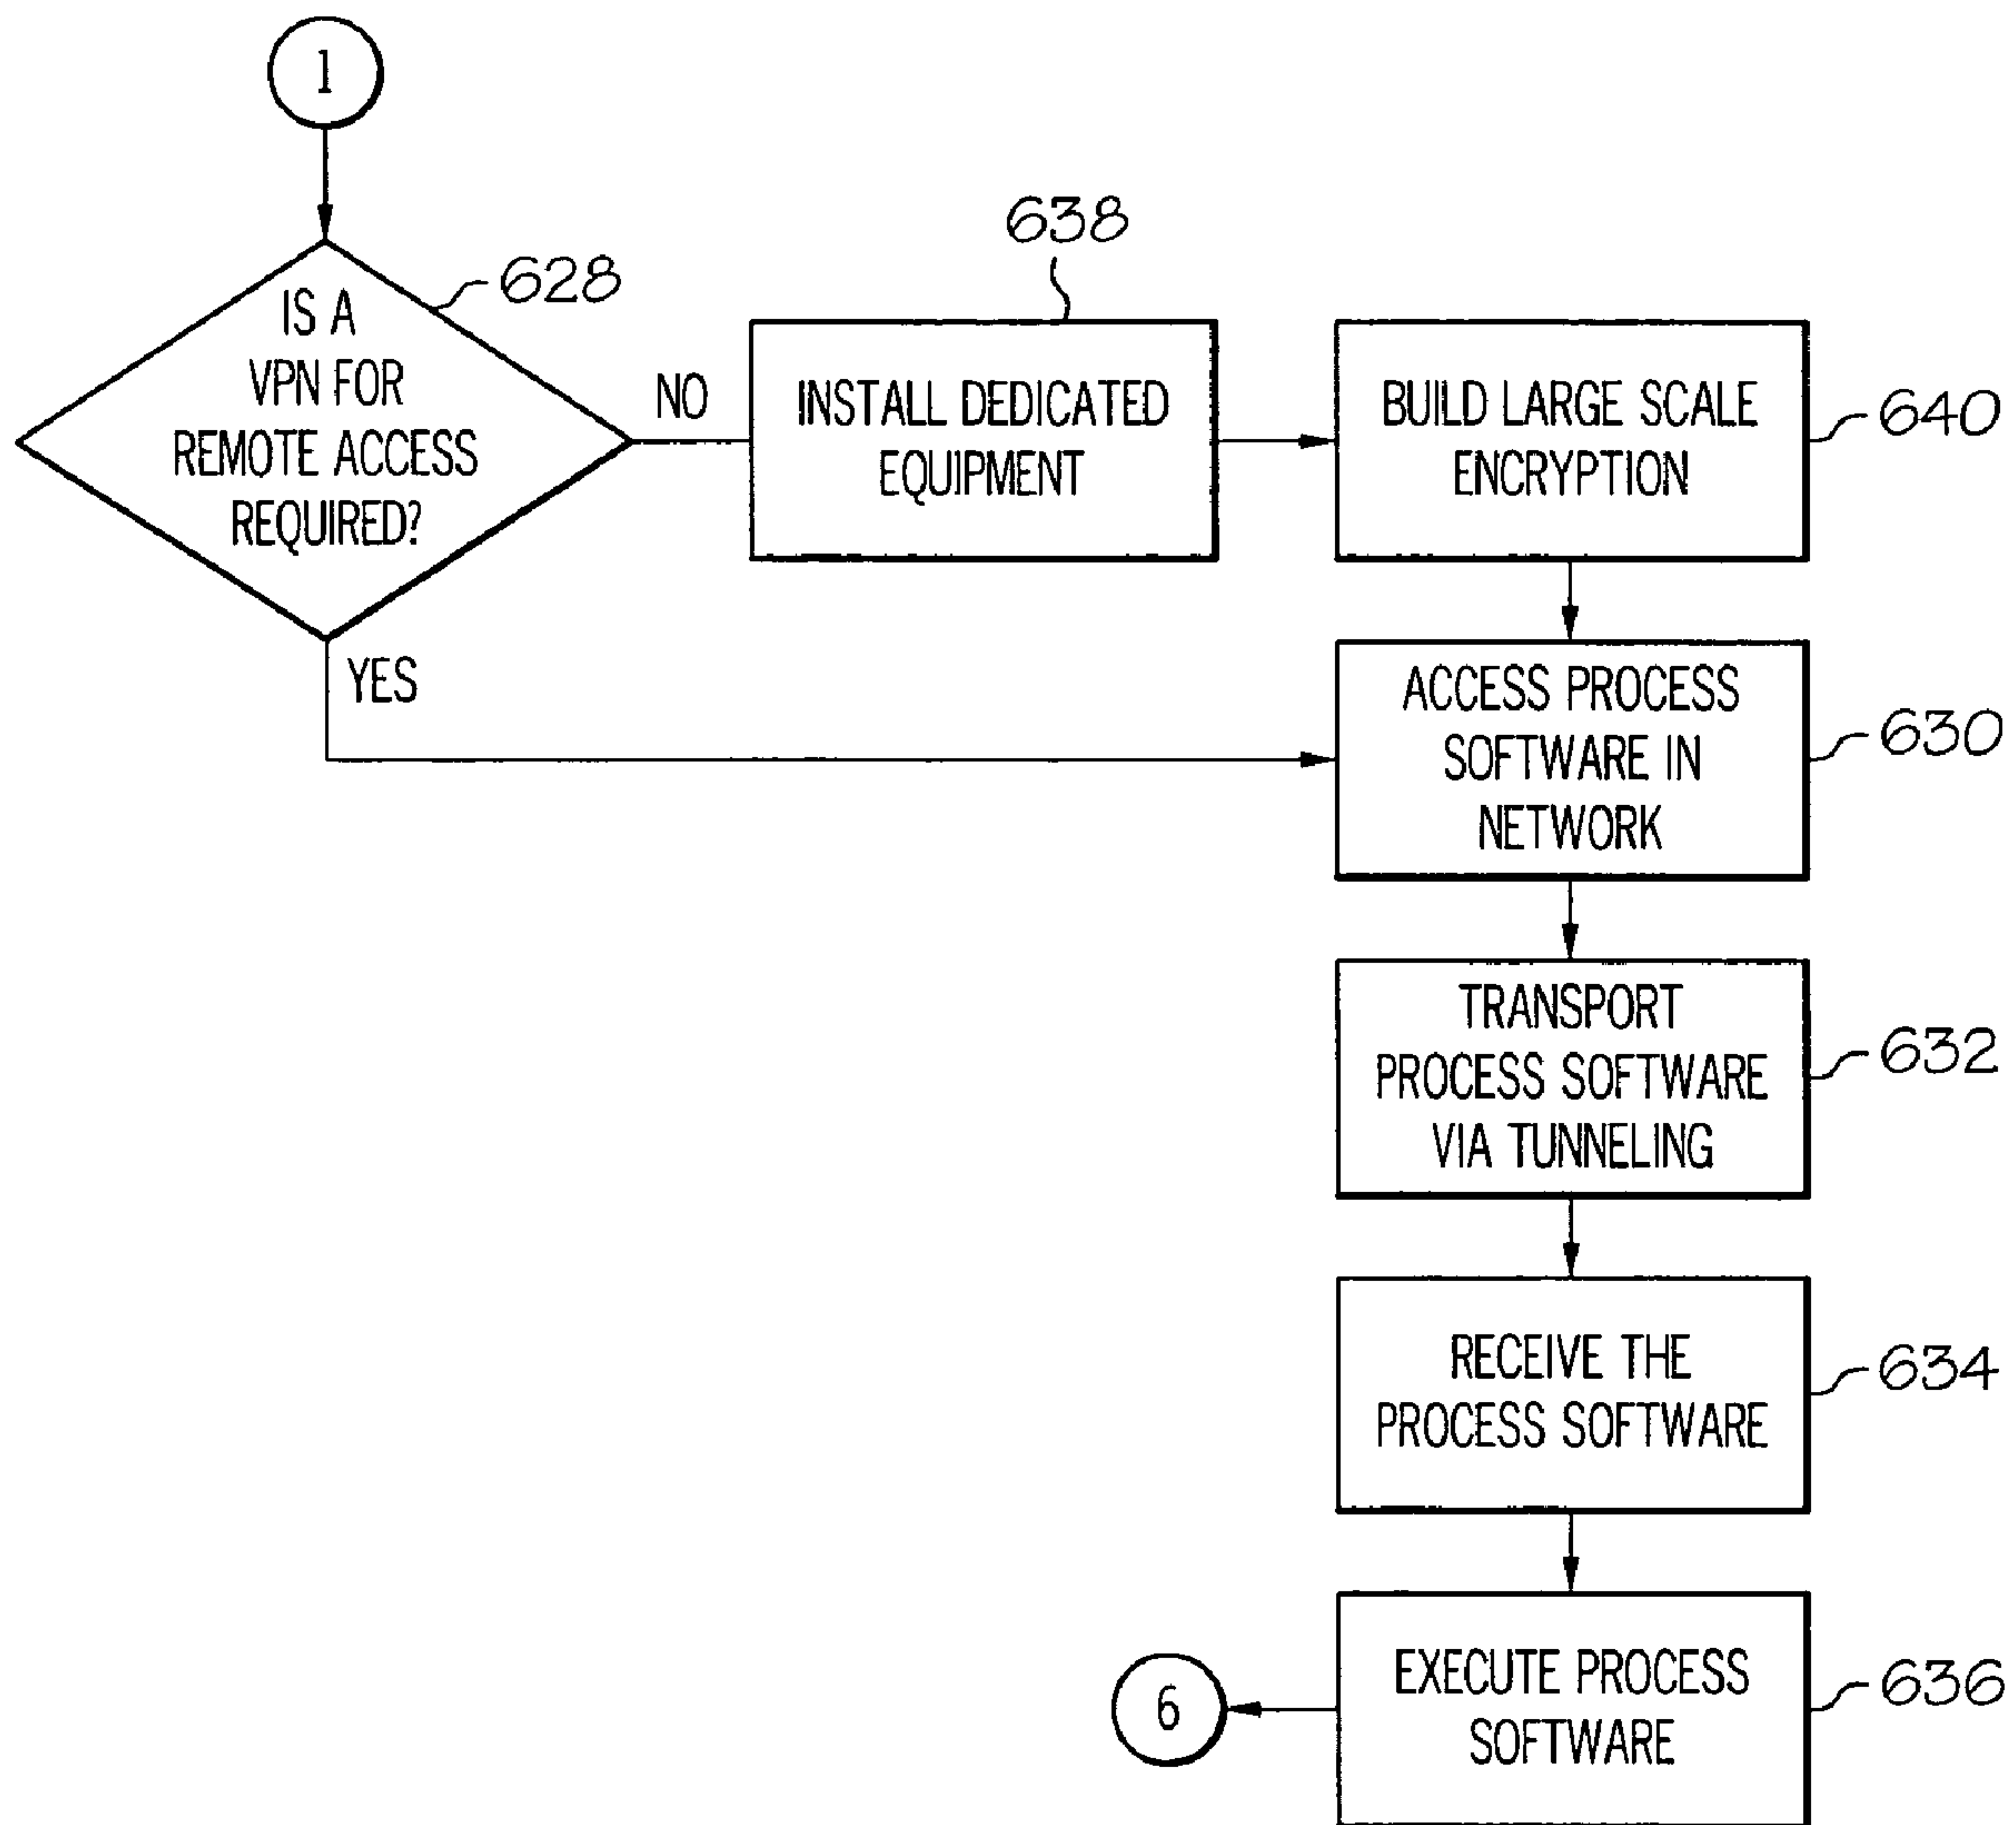 1
IS A
VPN FOR
REMOTE ACCESS
REQUIRED?
628
NO
YES
638
INSTALL DEDICATED
EQUIPMENT
BUILD LARGE SCALE
ENCRYPTION
640
ACCESS PROCESS
SOFTWARE IN
NETWORK
630
TRANSPORT
PROCESS SOFTWARE
VIA TUNNELING
632
RECEIVE THE
PROCESS SOFTWARE
634
EXECUTE PROCESS
SOFTWARE
636
6